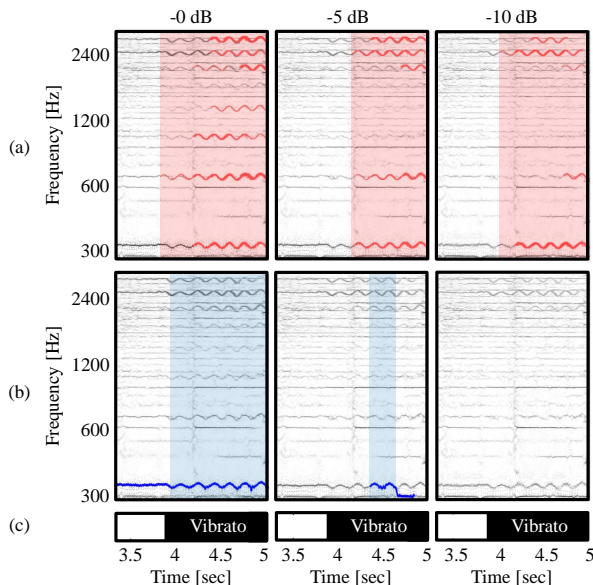 -0 dB -5 dB -10 dB
(a)
Frequency [Hz]
2400
1200
600
300
(b)
Frequency [Hz]
2400
1200
600
300
(c)
Vibrato Vibrato Vibrato
3.5 4 4.5 5 3.5 4 4.5 5 3.5 4 4.5 5
Time [sec] Time [sec] Time [sec]